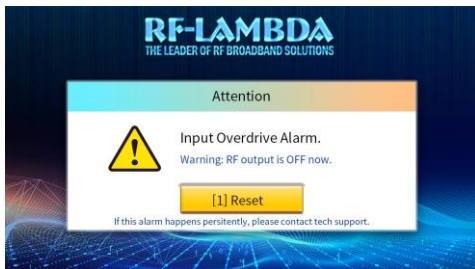 RF-LAMBDA
THE LEADER OF RF BROADBAND SOLUTIONS
Attention
Input Overdrive Alarm.
Warning: RF output is OFF now.
[1] Reset
If this alarm happens persitently, please contact tech support.